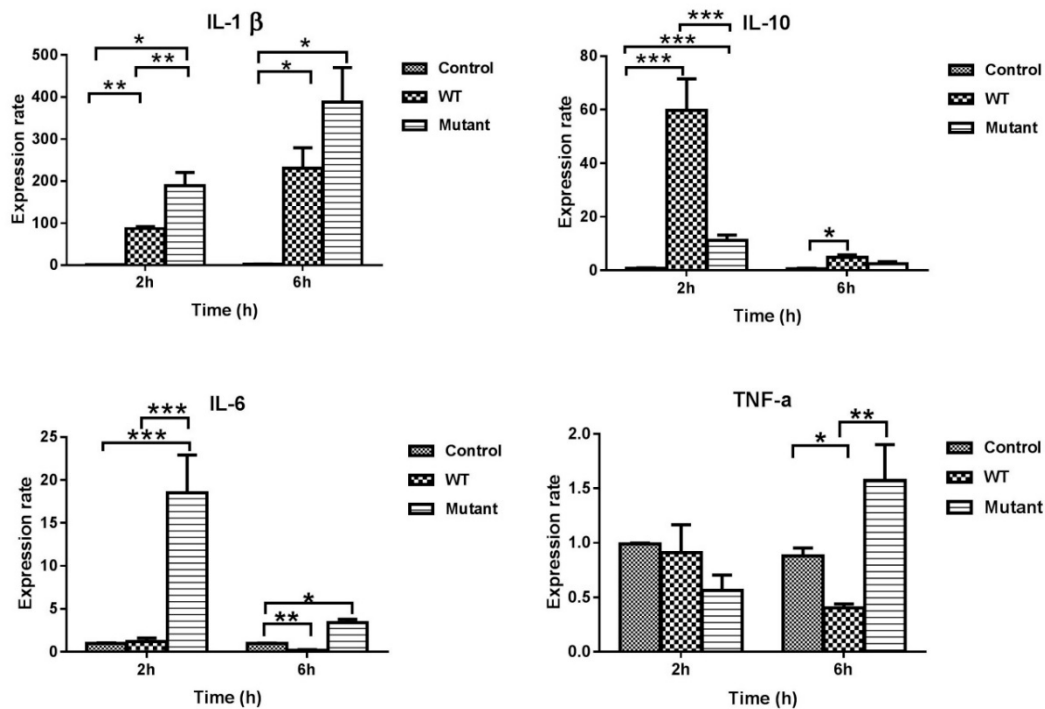 IL-1 β
*
**
**
*
*
500
400
300
200
100
0
Expression rate
2h
6h
Time (h)
Control
WT
Mutant
IL-10
***
***
***
*
80
60
40
20
0
Expression rate
2h
6h
Time (h)
Control
WT
Mutant
IL-6
***
***
*
**
25
20
15
10
5
0
Expression rate
2h
6h
Time (h)
Control
WT
Mutant
TNF-a
**
*
2.0
1.5
1.0
0.5
0.0
Expression rate
2h
6h
Time (h)
Control
WT
Mutant